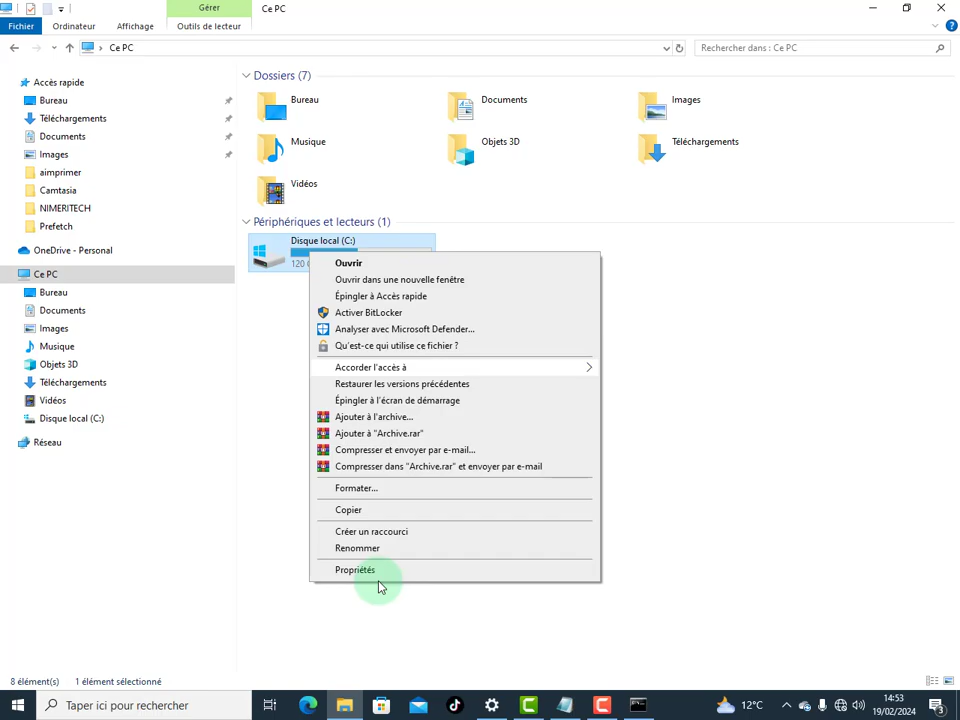 Gérer
Ce PC
Fichier
Ordinateur
Affichage
Outils de lecteur
Ce PC
Rechercher dans : Ce PC
Accès rapide
Bureau
Téléchargements
Documents
Images
aimprimer
Camtasia
NIMERITECH
Prefetch
OneDrive - Personal
Ce PC
Bureau
Documents
Images
Musique
Objets 3D
Téléchargements
Vidéos
Disque local (C:)
Réseau
Dossiers (7)
Bureau
Documents
Images
Musique
Objets 3D
Téléchargements
Vidéos
Périphériques et lecteurs (1)
Disque local (C:)
Ouvrir
Ouvrir dans une nouvelle fenêtre
Épingler à Accès rapide
Activer BitLocker
Analyser avec Microsoft Defender...
Qu'est-ce qui utilise ce fichier ?
Accorder l'accès à
Restaurer les versions précédentes
Épingler à l'écran de démarrage
Ajouter à l'archive...
Ajouter à "Archive.rar"
Compresser et envoyer par e-mail...
Compresser dans "Archive.rar" et envoyer par e-mail
Formater...
Copier
Créer un raccourci
Renommer
Propriétés
8 élément(s)
1 élément sélectionné
Taper ici pour rechercher
12°C
14:53
19/02/2024
3